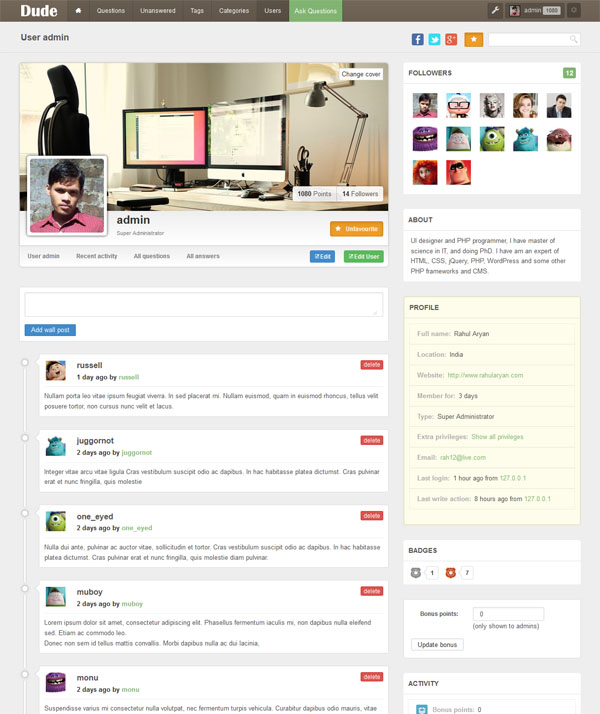 Dude
Questions
Unanswered
Tags
Categories
Users
Ask Questions
admin 1080
User admin
Change cover
1080 Points
14 Followers
admin
Super Administrator
Unfavourite
User admin
Recent activity
All questions
All answers
Edit
Edit User
Add wall post
russell
delete
1 day ago by russell
Nullam porta leo vitae ipsum feugiat viverra. In sed placerat mi. Nullam euismod, quam in euismod rhoncus, tellus velit
posuere tortor, non cursus nunc velit et lacus.
juggornot
delete
2 days ago by juggornot
Integer vitae arcu vitae ligula Cras vestibulum suscipit odio ac dapibus. In hac habitasse platea dictumst. Cras pulvinar
erat et nunc fringilla, quis molestie
one_eyed
delete
2 days ago by one_eyed
Nulla dui ante, pulvinar ac auctor vitae, sollicitudin et tortor. Cras vestibulum suscipit odio ac dapibus. In hac habitasse
platea dictumst. Cras pulvinar erat et nunc fringilla, quis molestie diam pulvinar.
muboy
delete
2 days ago by muboy
Lorem ipsum dolor sit amet, consectetur adipiscing elit. Phasellus fermentum iaculis mi, non dapibus nulla eleifend
sed. Etiam ac commodo leo.
Donec non sem id tellus mattis convallis. Morbi dapibus nulla ac dui lacinia,
monu
delete
2 days ago by monu
Suspendisse varius mi consectetur nulla volutpat, nec fermentum turpis vehicula. Curabitur dapibus odio mauris, vitae
FOLLOWERS
12
ABOUT
UI designer and PHP programmer, I have master of
science in IT, and doing PhD. I have am an expert of
HTML, CSS, jQuery, PHP, WordPress and some other
PHP frameworks and CMS.
PROFILE
Full name: Rahul Aryan
Location: India
Website: http://www.rahularyan.com
Member for: 3 days
Type: Super Administrator
Extra privileges: Show all privileges
Email: rah12@live.com
Last login: 1 hour ago from 127.0.0.1
Last write action: 8 hours ago from 127.0.0.1
BADGES
1
7
Bonus points: 0
(only shown to admins)
Update bonus
ACTIVITY
Bonus points: 0